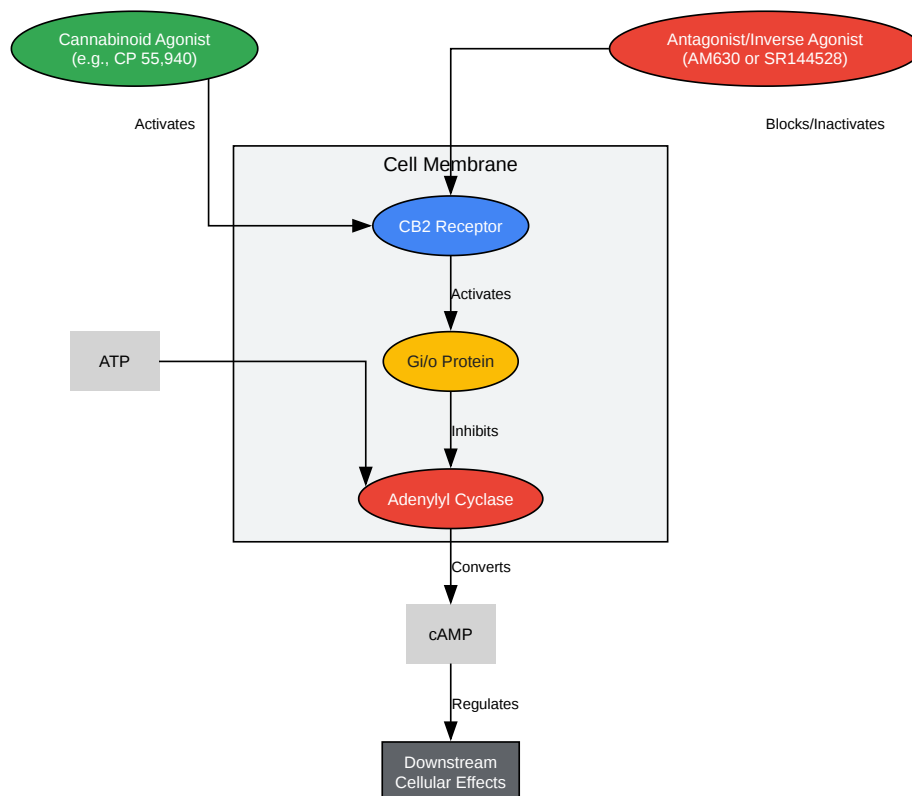 Cannabinoid Agonist
(e.g., CP 55,940)
Antagonist/Inverse Agonist
(AM630 or SR144528)
Activates
Blocks/Inactivates
Cell Membrane
CB2 Receptor
Activates
ATP
Gi/o Protein
Inhibits
Adenylyl Cyclase
Converts
cAMP
Regulates
Downstream
Cellular Effects